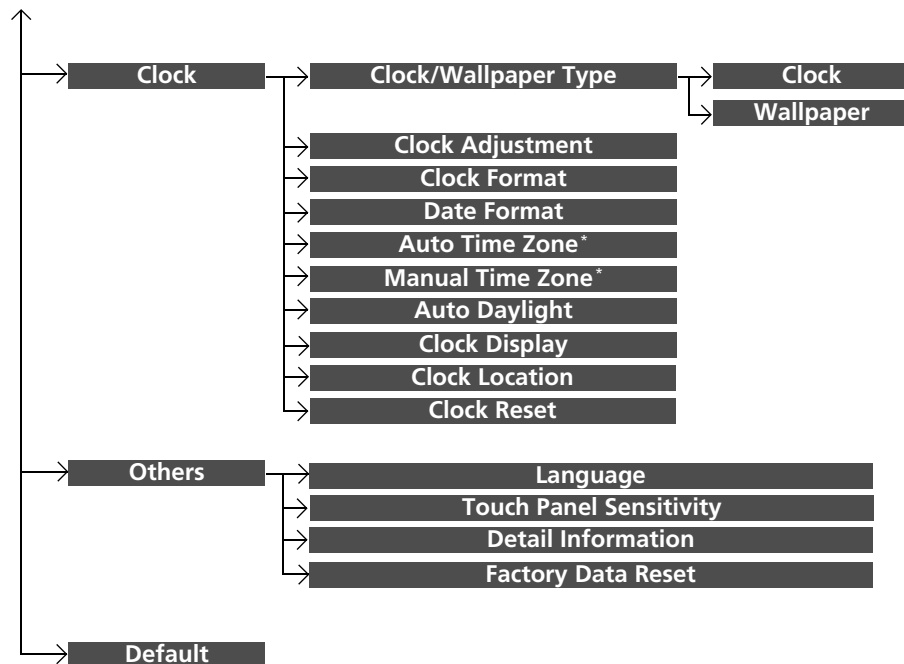 Clock
Clock/Wallpaper Type
Clock
Wallpaper
Clock Adjustment
Clock Format
Date Format
Auto Time Zone*
Manual Time Zone*
Auto Daylight
Clock Display
Clock Location
Clock Reset
Others
Language
Touch Panel Sensitivity
Detail Information
Factory Data Reset
Default